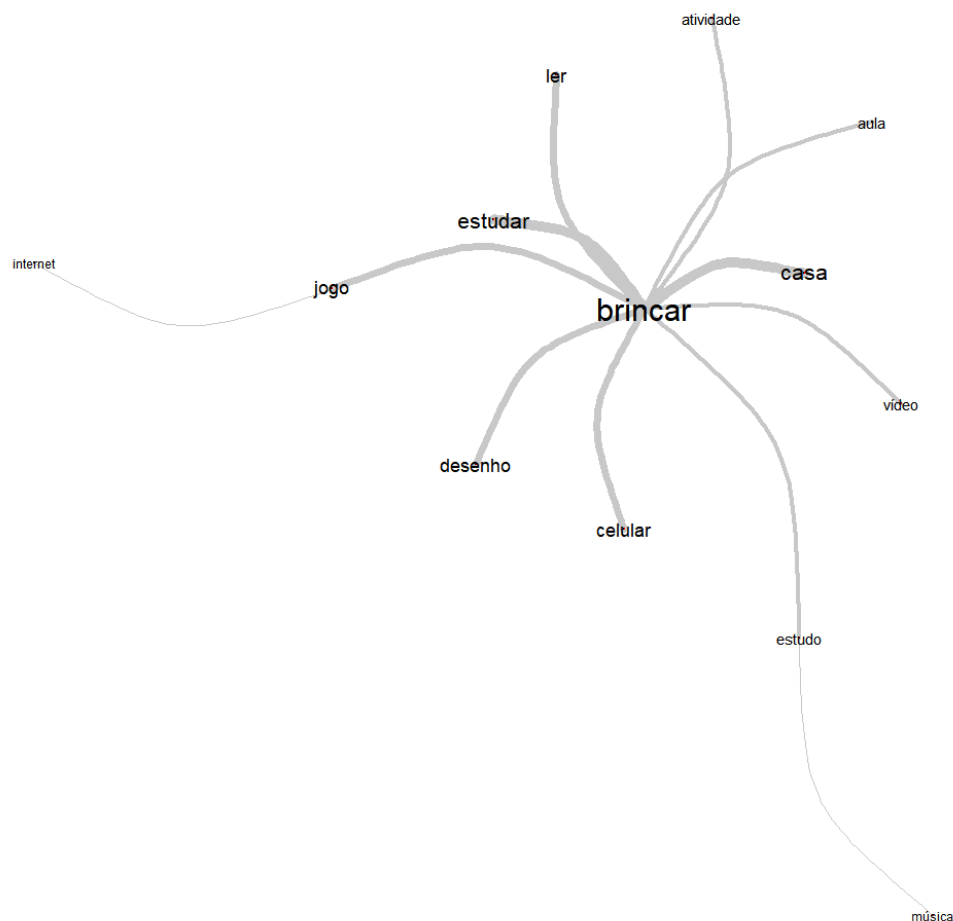 atividade
ler
aula
estudar
internet
casa
jogo
brincar
vídeo
desenho
celular
estudo
música